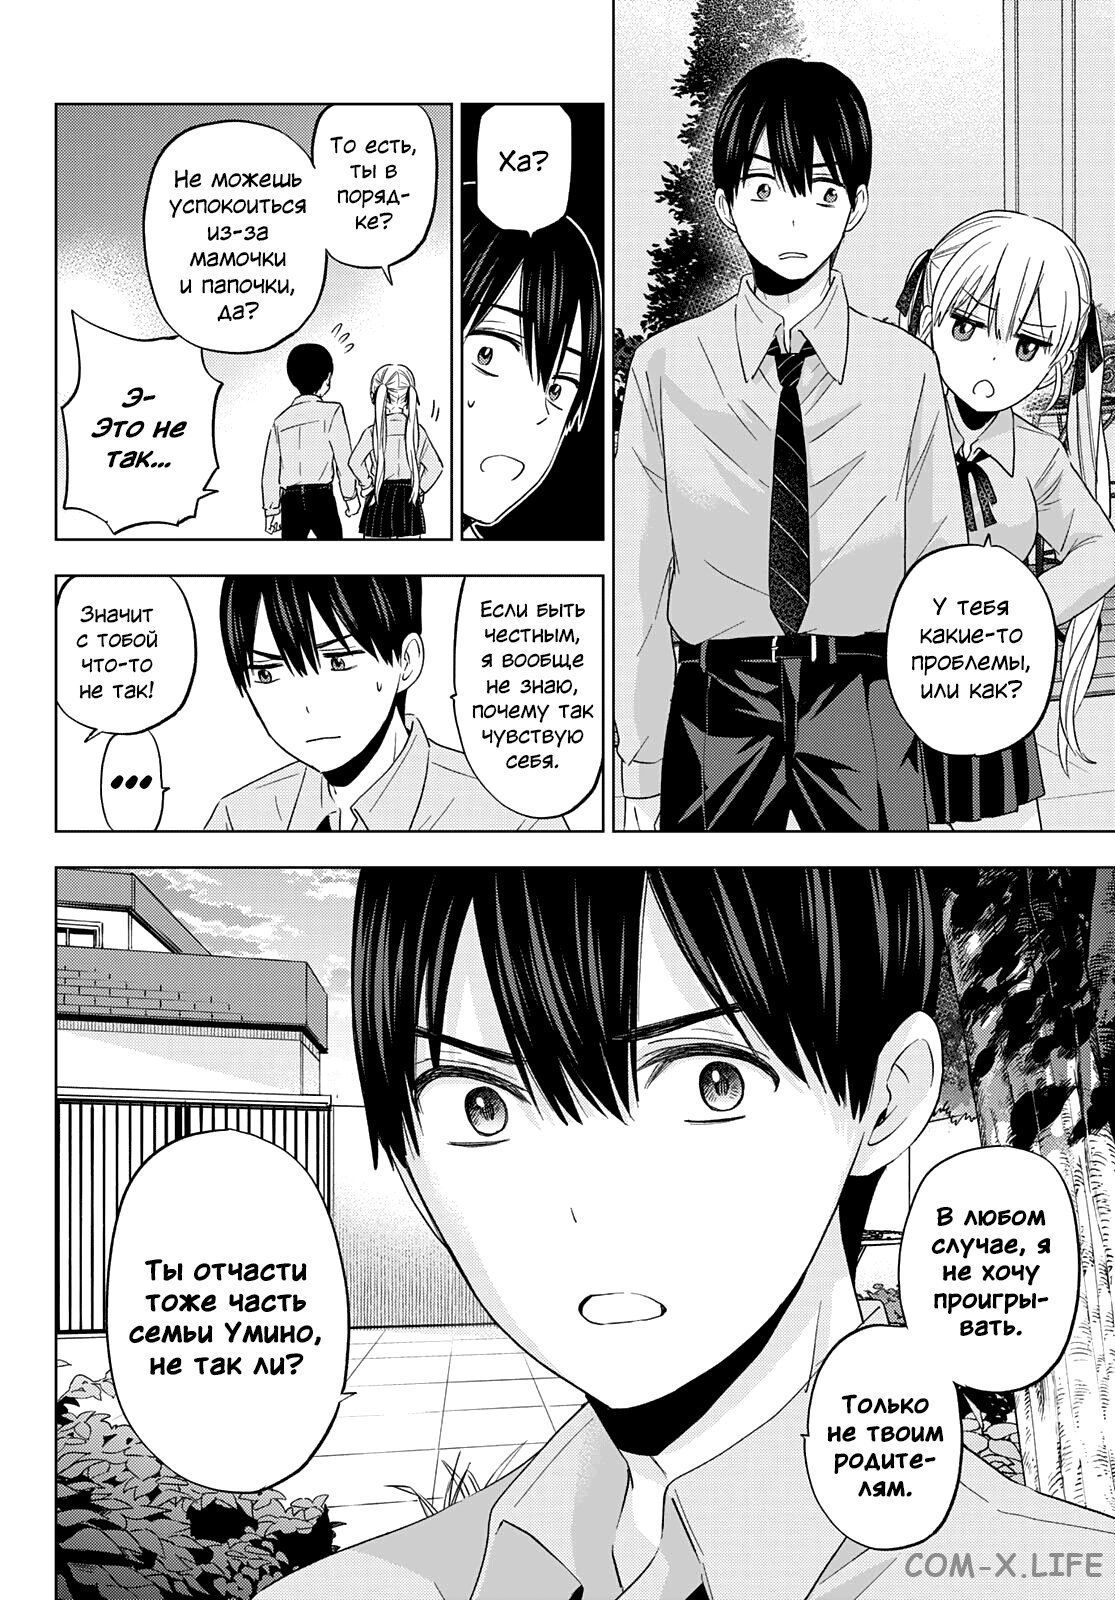 У тебя
какие-то
проблемы,
или как?
Ха?
То есть,
ты в
поряд-
ке?
Не можешь
успокоиться
из-за
мамочки
и папочки,
да?
Э-
Это не
так...
Если быть
честным,
я вообще
не знаю,
почему так
чувствую
себя.
Значит
с тобой
что-то
не так!
...
В любом
случае, я
не хочу
проигры-
вать.
Только
не твоим
родите-
лям.
Ты отчасти
тоже часть
семьи Умино,
не так ли?
COM-X.LIFE